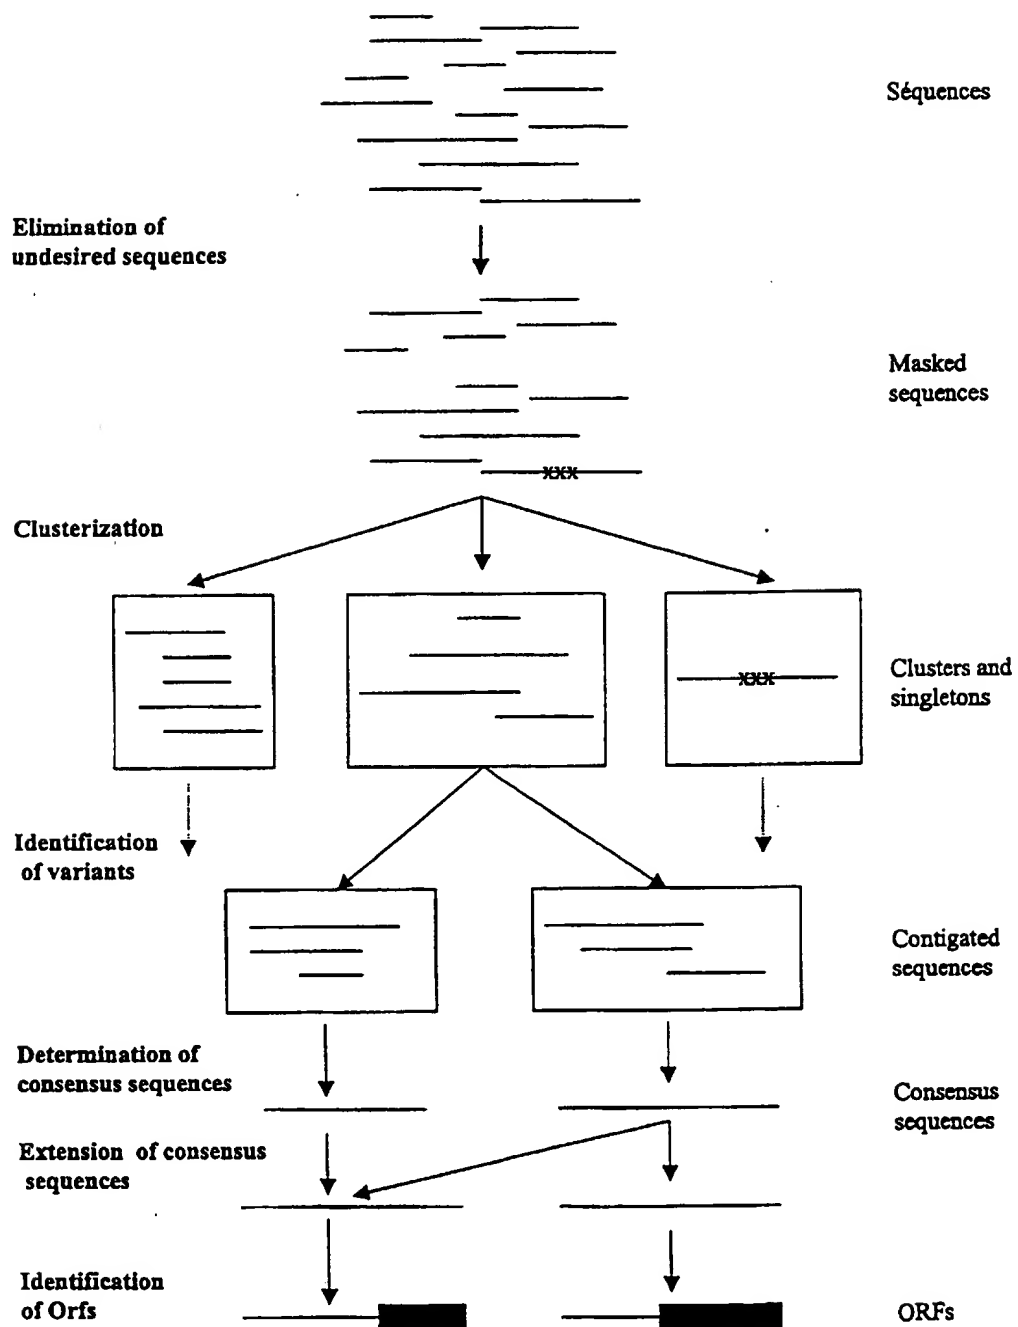 Séquences
Elimination of
undesired sequences
Masked
sequences
xxx
Clusterization
xxx
Clusters and
singletons
Identification
of variants
Contigated
sequences
Determination of
consensus sequences
Consensus
sequences
Extension of consensus
sequences
Identification
of Orfs
ORFs